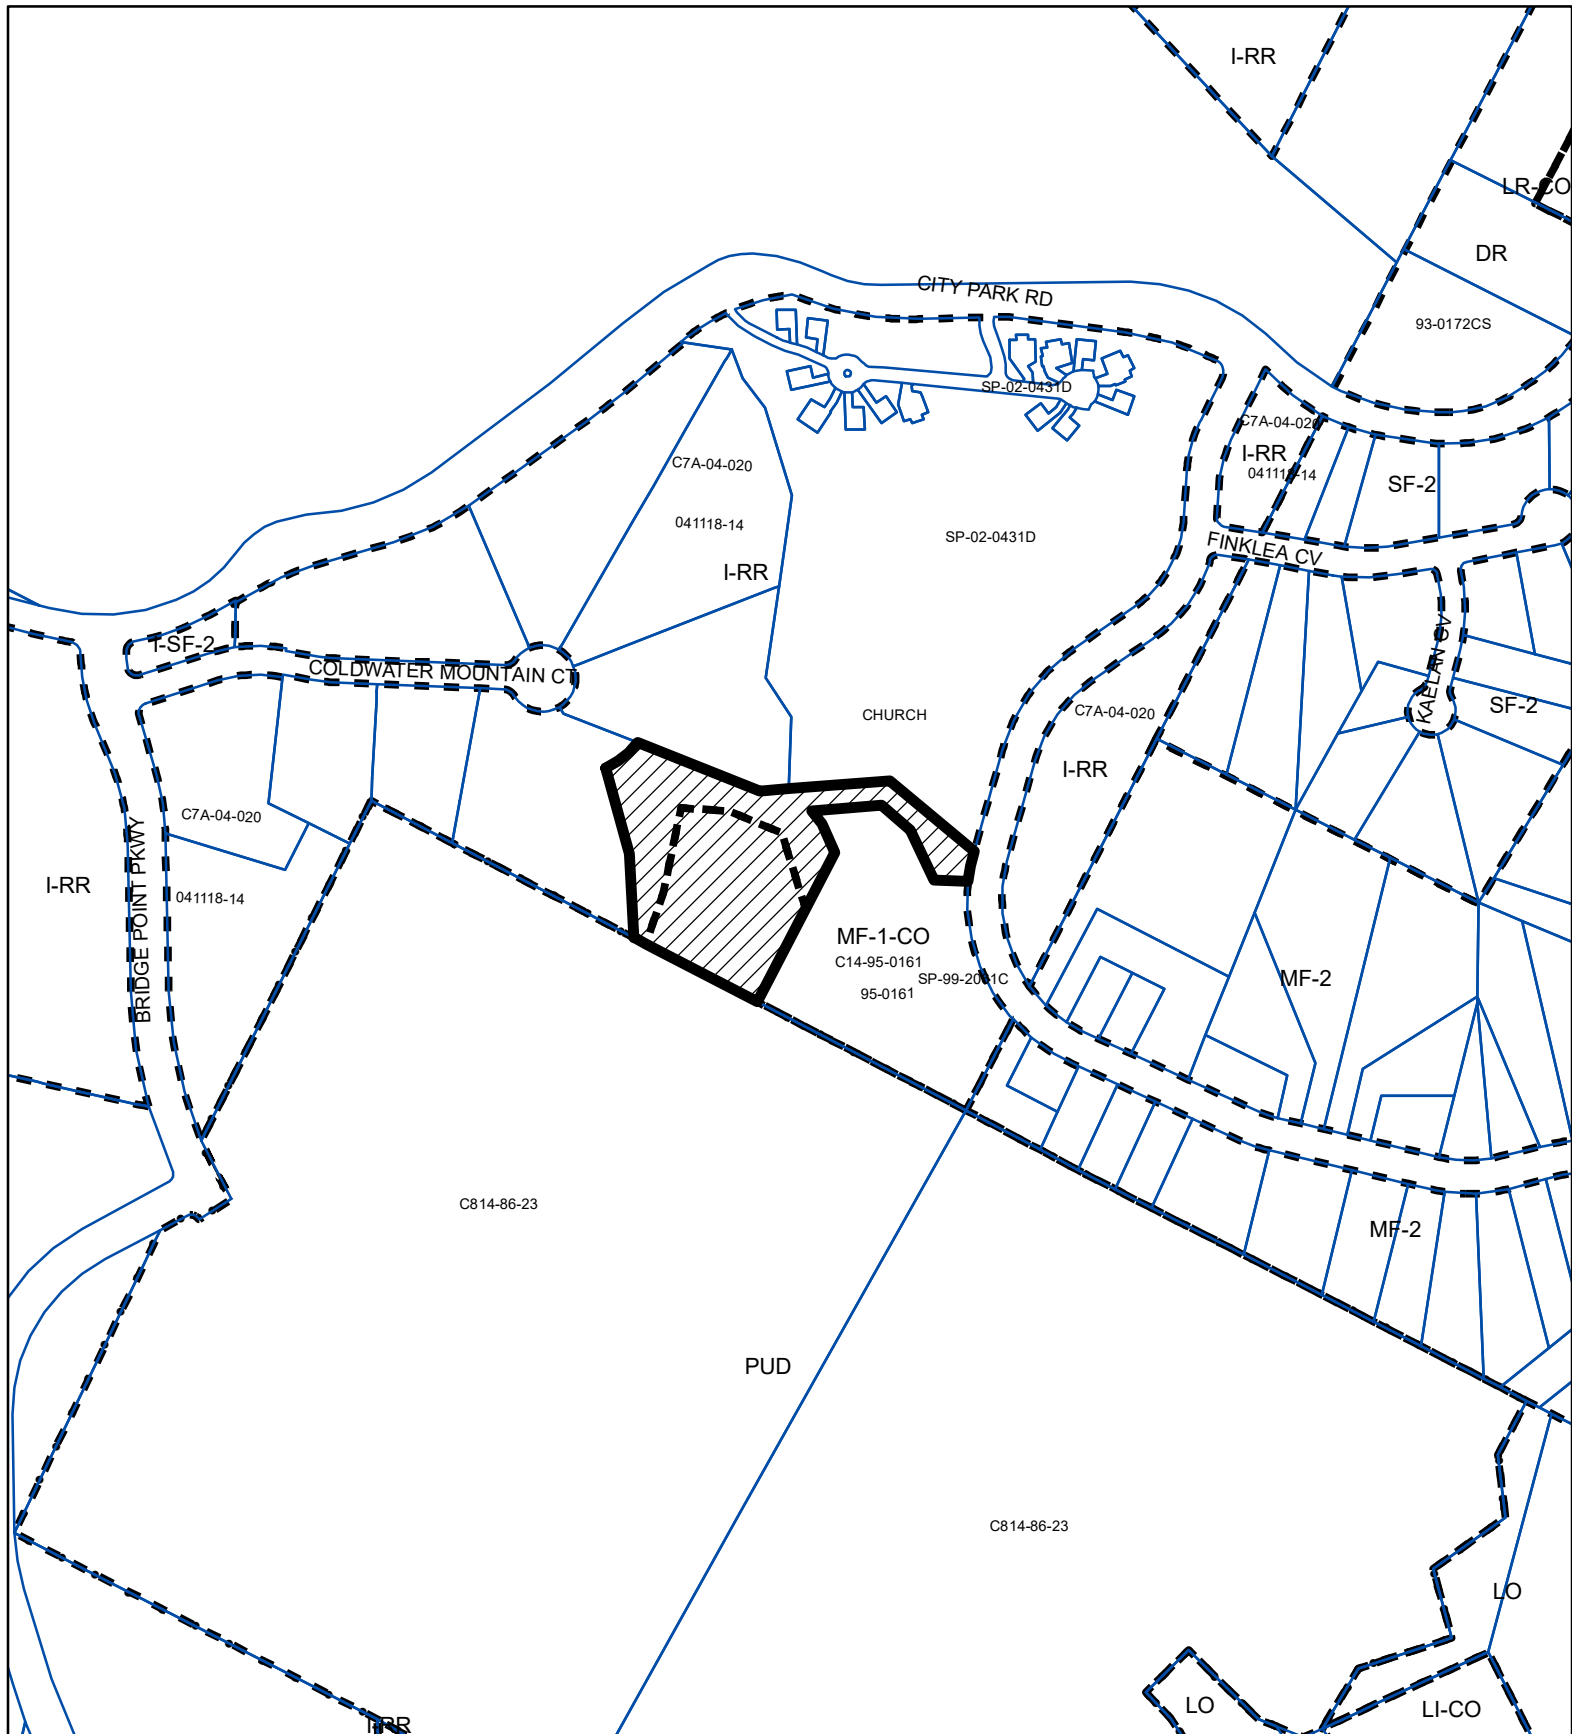 I-RR
LR-CO
DR
CITY PARK RD
93-0172CS
SP-02-0431D
C7A-04-020
I-RR
041118-14
SF-2
C7A-04-020
041118-14
SP-02-0431D
FINKLEA CV
I-RR
I-SF-2
COLDWATER MOUNTAIN CT
KAELAN CV
SF-2
CHURCH
C7A-04-020
I-RR
C7A-04-020
BRIDGE POINT PKWY
I-RR
041118-14
MF-1-CO
C14-95-0161
SP-99-2001C
95-0161
MF-2
C814-86-23
MF-2
PUD
C814-86-23
LO
LO
LI-CO
I-RR